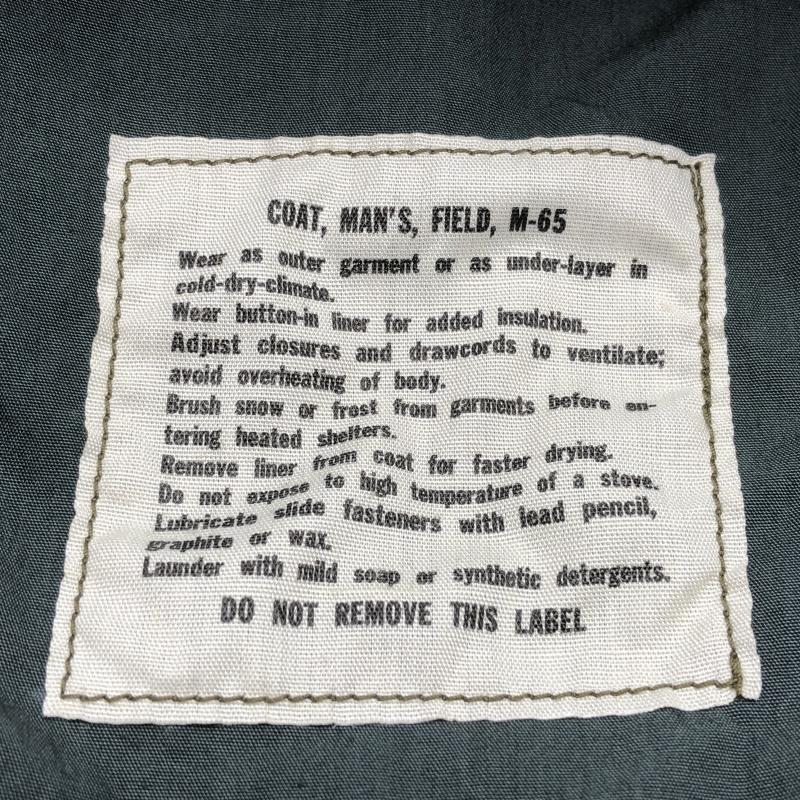 COAT, MAN'S, FIELD, M-65
Wear as outer garment or as under-layer in
cold-dry-climate.
Wear button-in liner for added insulation.
Adjust closures and drawcords to ventilate;
avoid overheating of body.
Brush snow or frost from garments before en-
tering heated shelters.
Remove liner from coat for faster drying.
Do not expose to high temperature of a stove.
Lubricate slide fasteners with lead pencil,
graphite or wax.
Launder with mild soap or synthetic detergents.
DO NOT REMOVE THIS LABEL